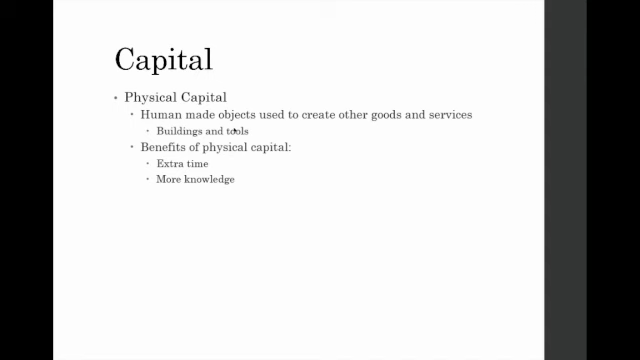 Capital
Physical Capital
Human made objects used to create other goods and services
Buildings and tools
Benefits of physical capital:
Extra time
More knowledge